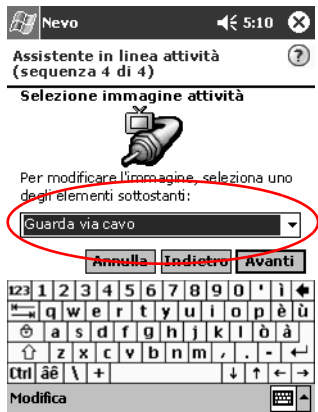 Nevo 5:10
Assistente in linea attività
(sequenza 4 di 4)
Selezione immagine attività
Per modificare l'immagine, seleziona uno
degli elementi sottostanti:
Guarda via cavo
Annulla Indietro Avanti
123 1 2 3 4 5 6 7 8 9 0 ' ì
q w e r t y u i o p è ù
a s d f g h j k l ò à
z x c v b n m , . -
Ctrl âê \ + ↓ ↑ ← →
Modifica